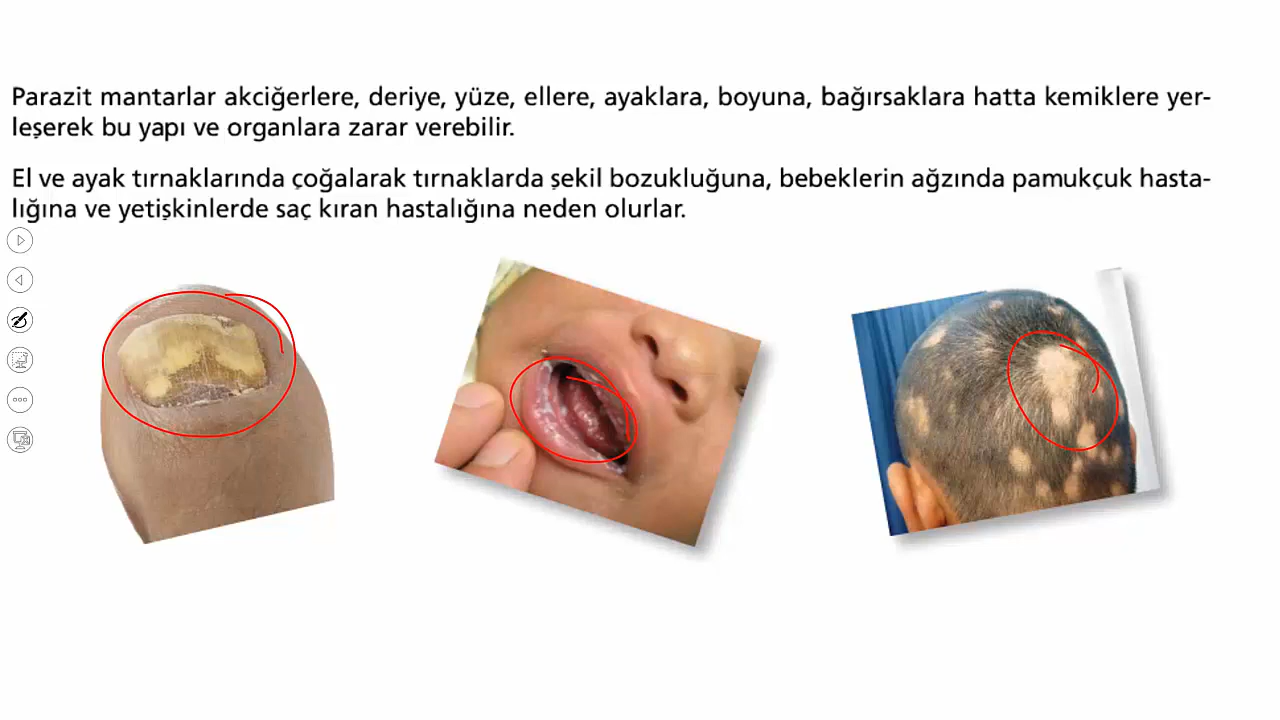 Parazit mantarlar akciğerlere, deriye, yüze, ellere, ayaklara, boyuna, bağırsaklara hatta kemiklere yer-
leşerek bu yapı ve organlara zarar verebilir.
El ve ayak tırnaklarında çoğalarak tırnaklarda şekil bozukluğuna, bebeklerin ağzında pamukçuk hasta-
lığına ve yetişkinlerde saç kıran hastalığına neden olurlar.